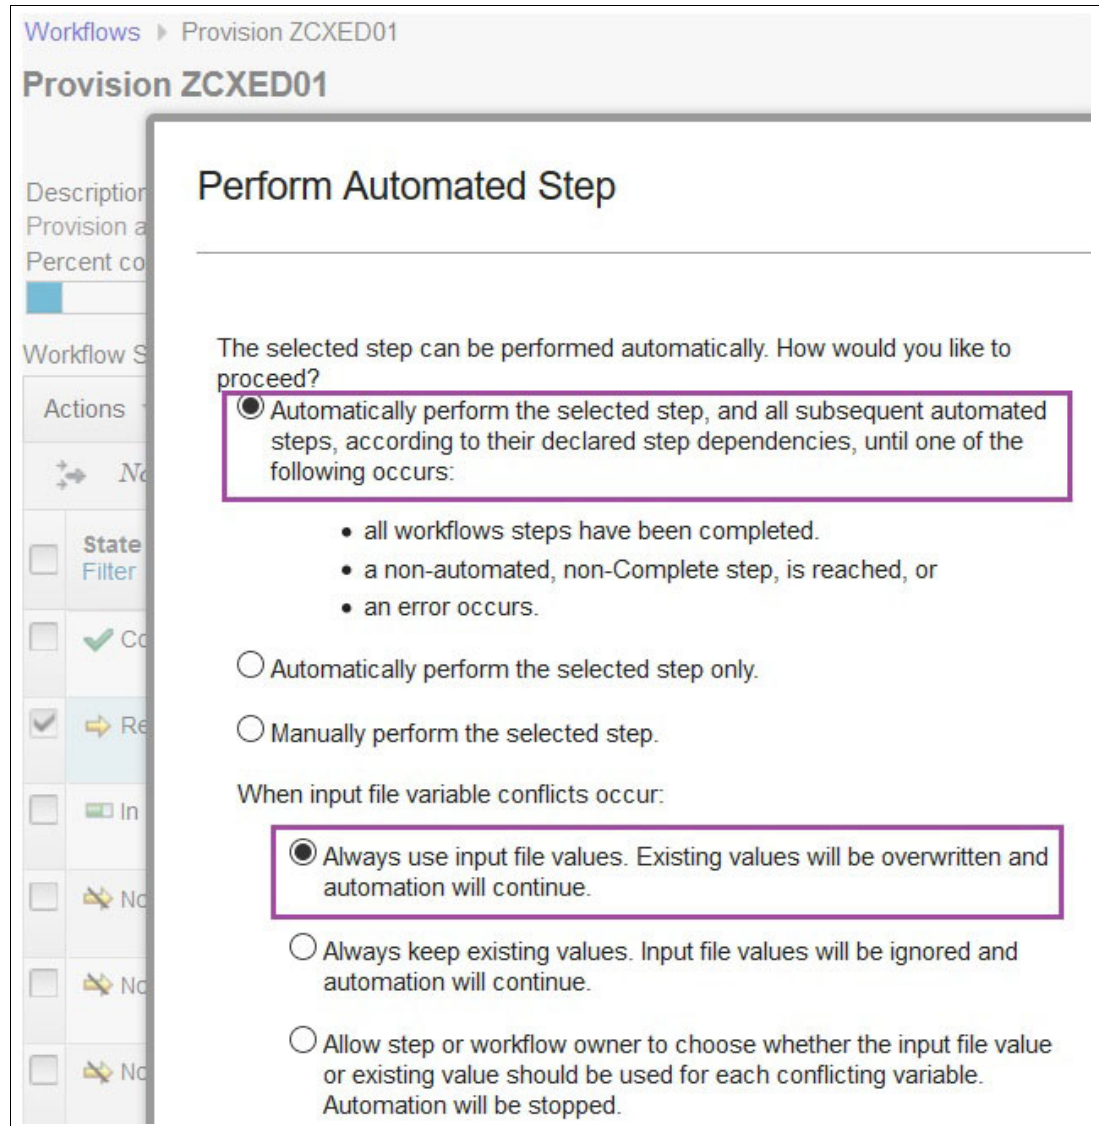 Workflows Provision ZCXED01
Provision ZCXED01
Perform Automated Step
Description
Provision a
Percent co
The selected step can be performed automatically. How would you like to
proceed?
Workflow S
Actions
Automatically perform the selected step, and all subsequent automated
steps, according to their declared step dependencies, until one of the
following occurs:
• all workflows steps have been completed.
• a non-automated, non-Complete step, is reached, or
• an error occurs.
No
State
Filter
Co
Automatically perform the selected step only.
Re
Manually perform the selected step.
When input file variable conflicts occur:
In
Always use input file values. Existing values will be overwritten and
automation will continue.
No
Always keep existing values. Input file values will be ignored and
automation will continue.
No
Allow step or workflow owner to choose whether the input file value
or existing value should be used for each conflicting variable.
Automation will be stopped.
No